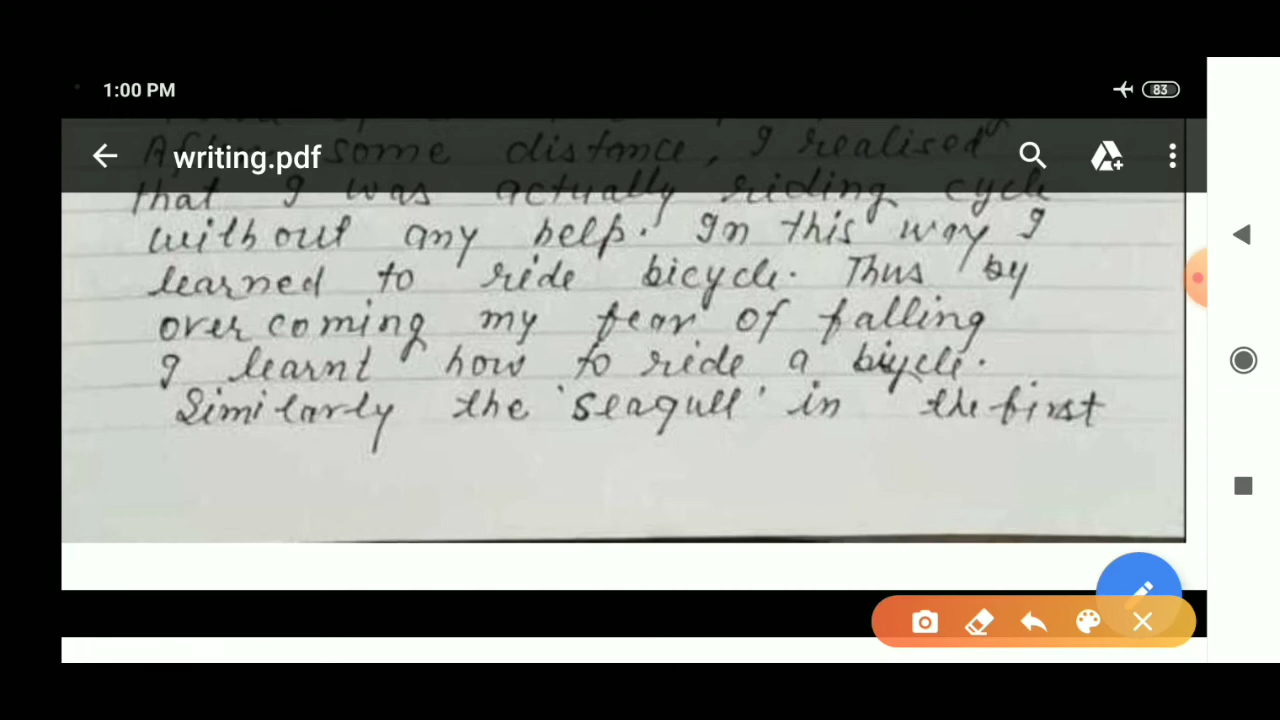 1:00 PM
83
writing.pdf
After some distance, I realised
that I was actually riding cycle
without any help. In this way I
learned to ride bicycle. Thus by
overcoming my fear of falling
I learnt how to ride a bicycle.
Similarly the 'seagull' in the first